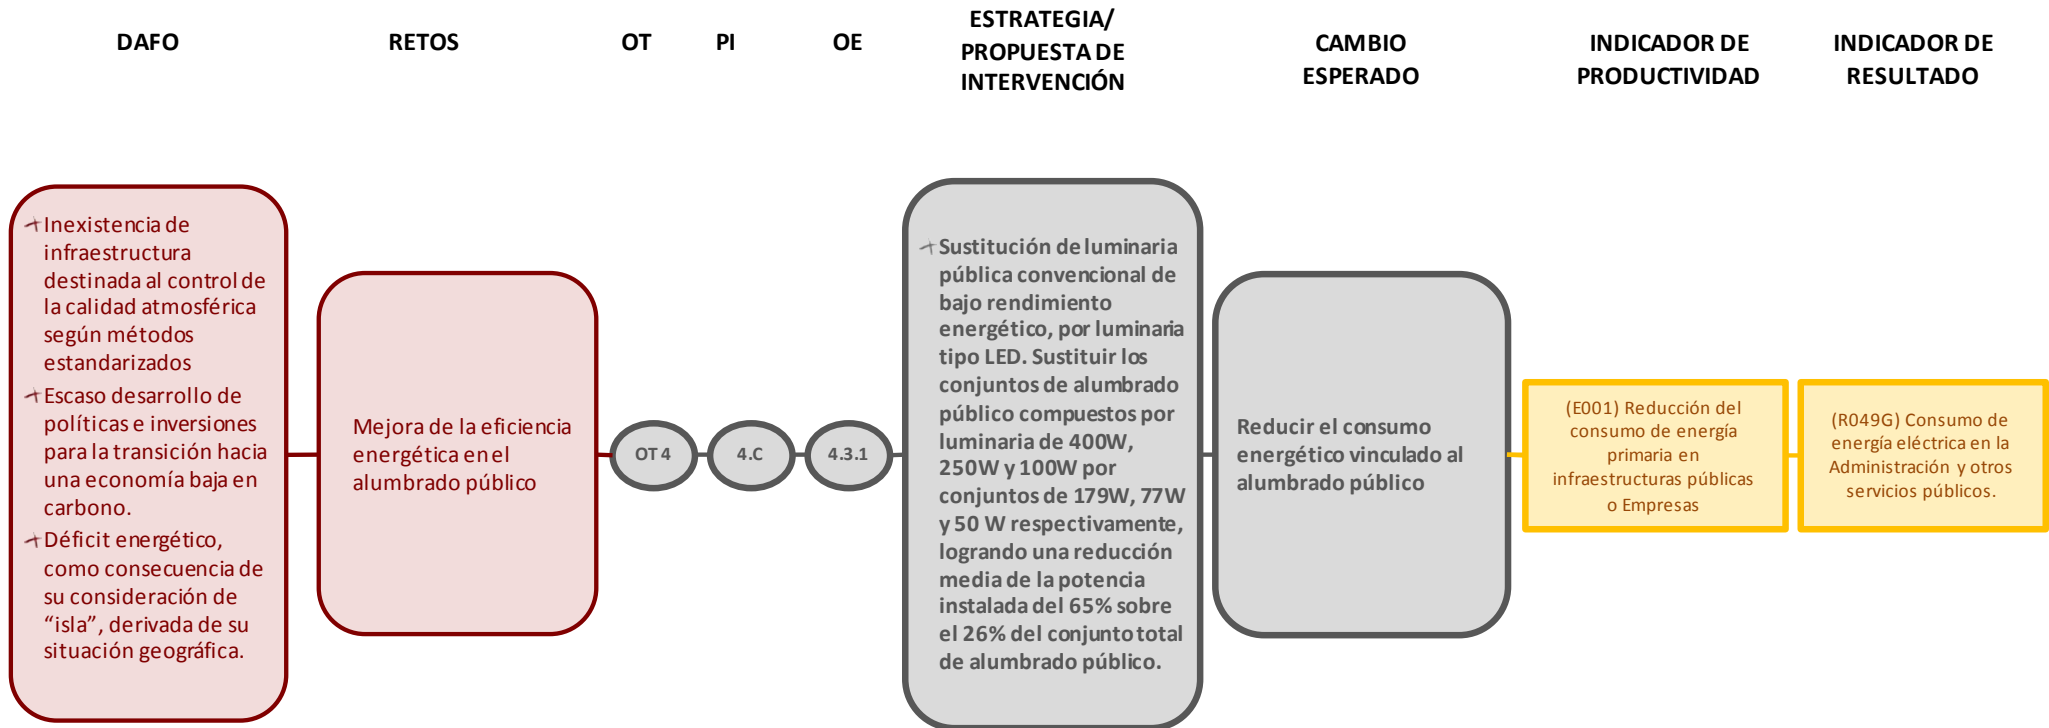 DAFO
RETOS
OT
PI
OE
ESTRATEGIA/
PROPUESTA DE
INTERVENCIÓN
CAMBIO
ESPERADO
INDICADOR DE
PRODUCTIVIDAD
INDICADOR DE
RESULTADO
Inexistencia de
infraestructura
destinada al control de
la calidad atmosférica
según métodos
estandarizados
Escaso desarrollo de
políticas e inversiones
para la transición hacia
una economía baja en
carbono.
Déficit energético,
como consecuencia de
su consideración de
“isla”, derivada de su
situación geográfica.
Mejora de la eficiencia
energética en el
alumbrado público
OT 4
4.C
4.3.1
Sustitución de luminaria
pública convencional de
bajo rendimiento
energético, por luminaria
tipo LED. Sustituir los
conjuntos de alumbrado
público compuestos por
luminaria de 400W,
250W y 100W por
conjuntos de 179W, 77W
y 50 W respectivamente,
logrando una reducción
media de la potencia
instalada del 65% sobre
el 26% del conjunto total
de alumbrado público.
Reducir el consumo
energético vinculado al
alumbrado público
(E001) Reducción del
consumo de energía
primaria en
infraestructuras públicas
o Empresas
(R049G) Consumo de
energía eléctrica en la
Administración y otros
servicios públicos.